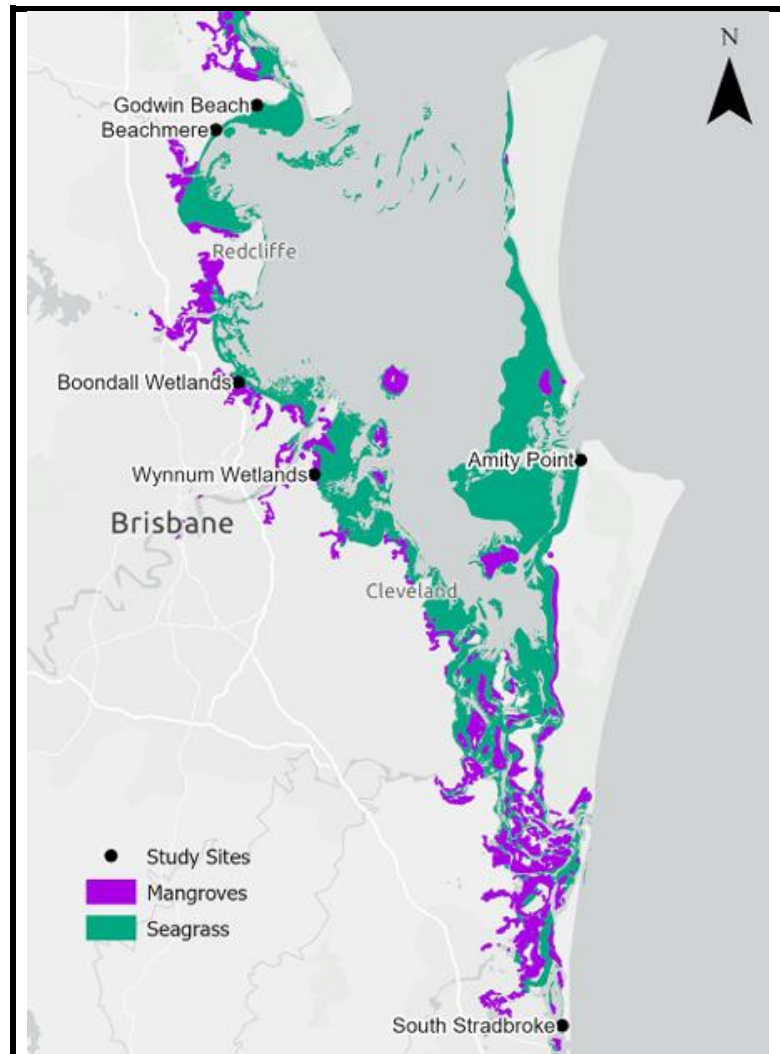 N
Godwin Beach
Beachmere
Redcliffe
Boondall Wetlands
Amity Point
Wynnum Wetlands
Brisbane
Cleveland
Study Sites
Mangroves
Seagrass
South Stradbroke